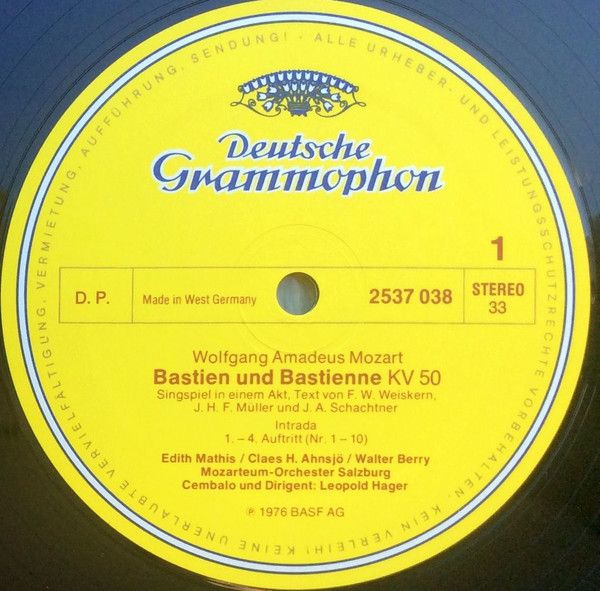 Deutsche
Grammophon
1
D. P.
Made in West Germany
2537 038
STEREO
33
Wolfgang Amadeus Mozart
Bastien und Bastienne KV 50
Singspiel in einem Akt, Text von F. W. Weiskern,
J. H. F. Müller und J. A. Schachtner
Intrada
1. – 4. Auftritt (Nr. 1 – 10)
Edith Mathis / Claes H. Ahnsjö / Walter Berry
Mozarteum-Orchester Salzburg
Cembalo und Dirigent: Leopold Hager
℗ 1976 BASF AG
ALLE URHEBER- UND LEISTUNGSSCHUTZRECHTE VORBEHALTEN · KEIN VERLEIH! KEINE UNERLAUBTE VERVIELFÄLTIGUNG, VERMIETUNG, AUFFÜHRUNG, SENDUNG! -